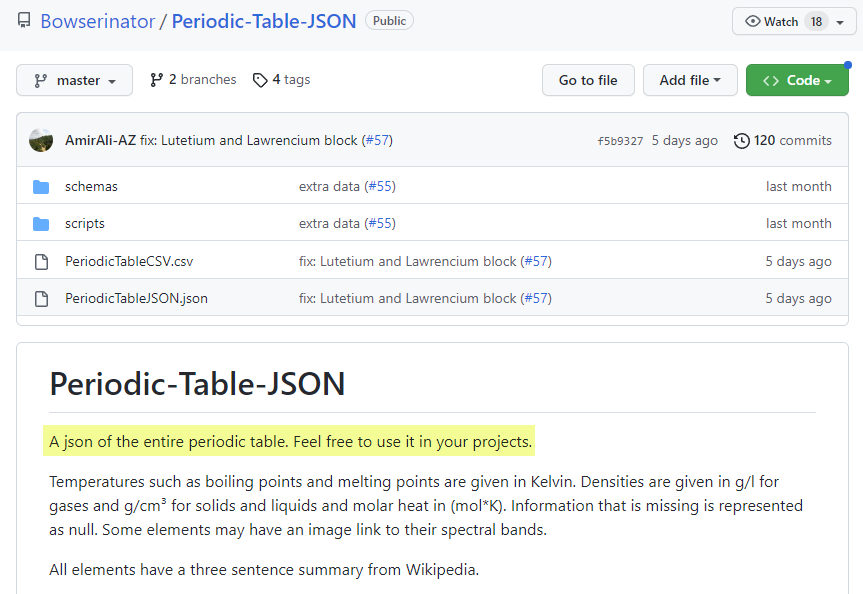 Bowserinator / Periodic-Table-JSON Public Watch 18
master 2 branches 4 tags Go to file Add file Code
AmirAli-AZ fix: Lutetium and Lawrencium block (#57) f5b9327 5 days ago 120 commits
schemas extra data (#55) last month
scripts extra data (#55) last month
PeriodicTableCSV.csv fix: Lutetium and Lawrencium block (#57) 5 days ago
PeriodicTableJSON.json fix: Lutetium and Lawrencium block (#57) 5 days ago
Periodic-Table-JSON
A json of the entire periodic table. Feel free to use it in your projects.
Temperatures such as boiling points and melting points are given in Kelvin. Densities are given in g/l for
gases and g/cm³ for solids and liquids and molar heat in (mol*K). Information that is missing is represented
as null. Some elements may have an image link to their spectral bands.
All elements have a three sentence summary from Wikipedia.